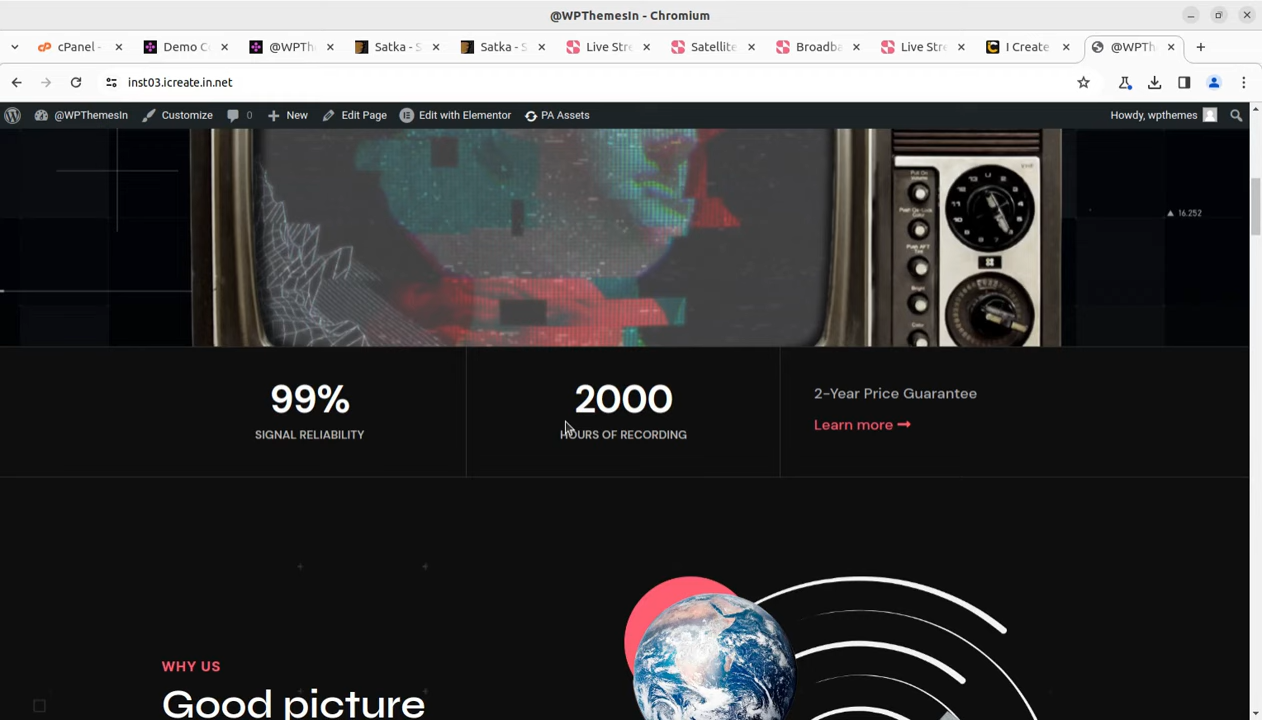 @WPThemesIn - Chromium
cPanel -
Demo C
@WPTh
Satka - S
Satka - S
Live Stre
Satellite
Broadba
Live Stre
I Create
@WPTh
inst03.icreate.in.net
@WPThemesIn
Customize
0
New
Edit Page
Edit with Elementor
PA Assets
Howdy, wpthemes
16.252
99%
SIGNAL RELIABILITY
2000
HOURS OF RECORDING
2-Year Price Guarantee
Learn more
WHY US
Good picture